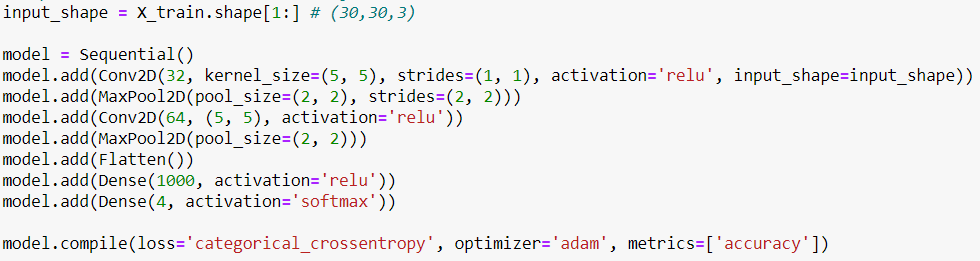 input_shape = X_train.shape[1:] # (30,30,3)
model = Sequential()
model.add(Conv2D(32, kernel_size=(5, 5), strides=(1, 1), activation='relu', input_shape=input_shape))
model.add(MaxPool2D(pool_size=(2, 2), strides=(2, 2)))
model.add(Conv2D(64, (5, 5), activation='relu'))
model.add(MaxPool2D(pool_size=(2, 2)))
model.add(Flatten())
model.add(Dense(1000, activation='relu'))
model.add(Dense(4, activation='softmax'))
model.compile(loss='categorical_crossentropy', optimizer='adam', metrics=['accuracy'])